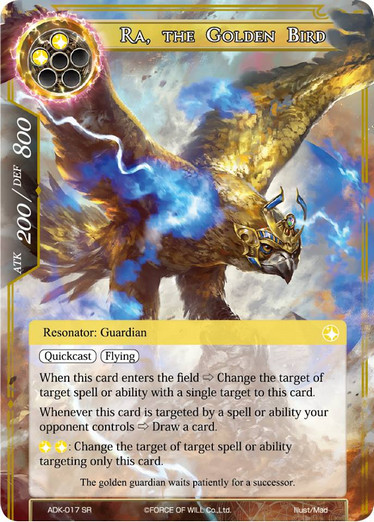 Ra, the Golden Bird
ATK 200 / DEF 800
Resonator: Guardian
Quickcast Flying
When this card enters the field ⇨ Change the target of
target spell or ability with a single target to this card.
Whenever this card is targeted by a spell or ability your
opponent controls ⇨ Draw a card.
: Change the target of target spell or ability
targeting only this card.
The golden guardian waits patiently for a successor.
ADK-017 SR ©FORCE OF WILL Co.,Ltd. Illust/Mad